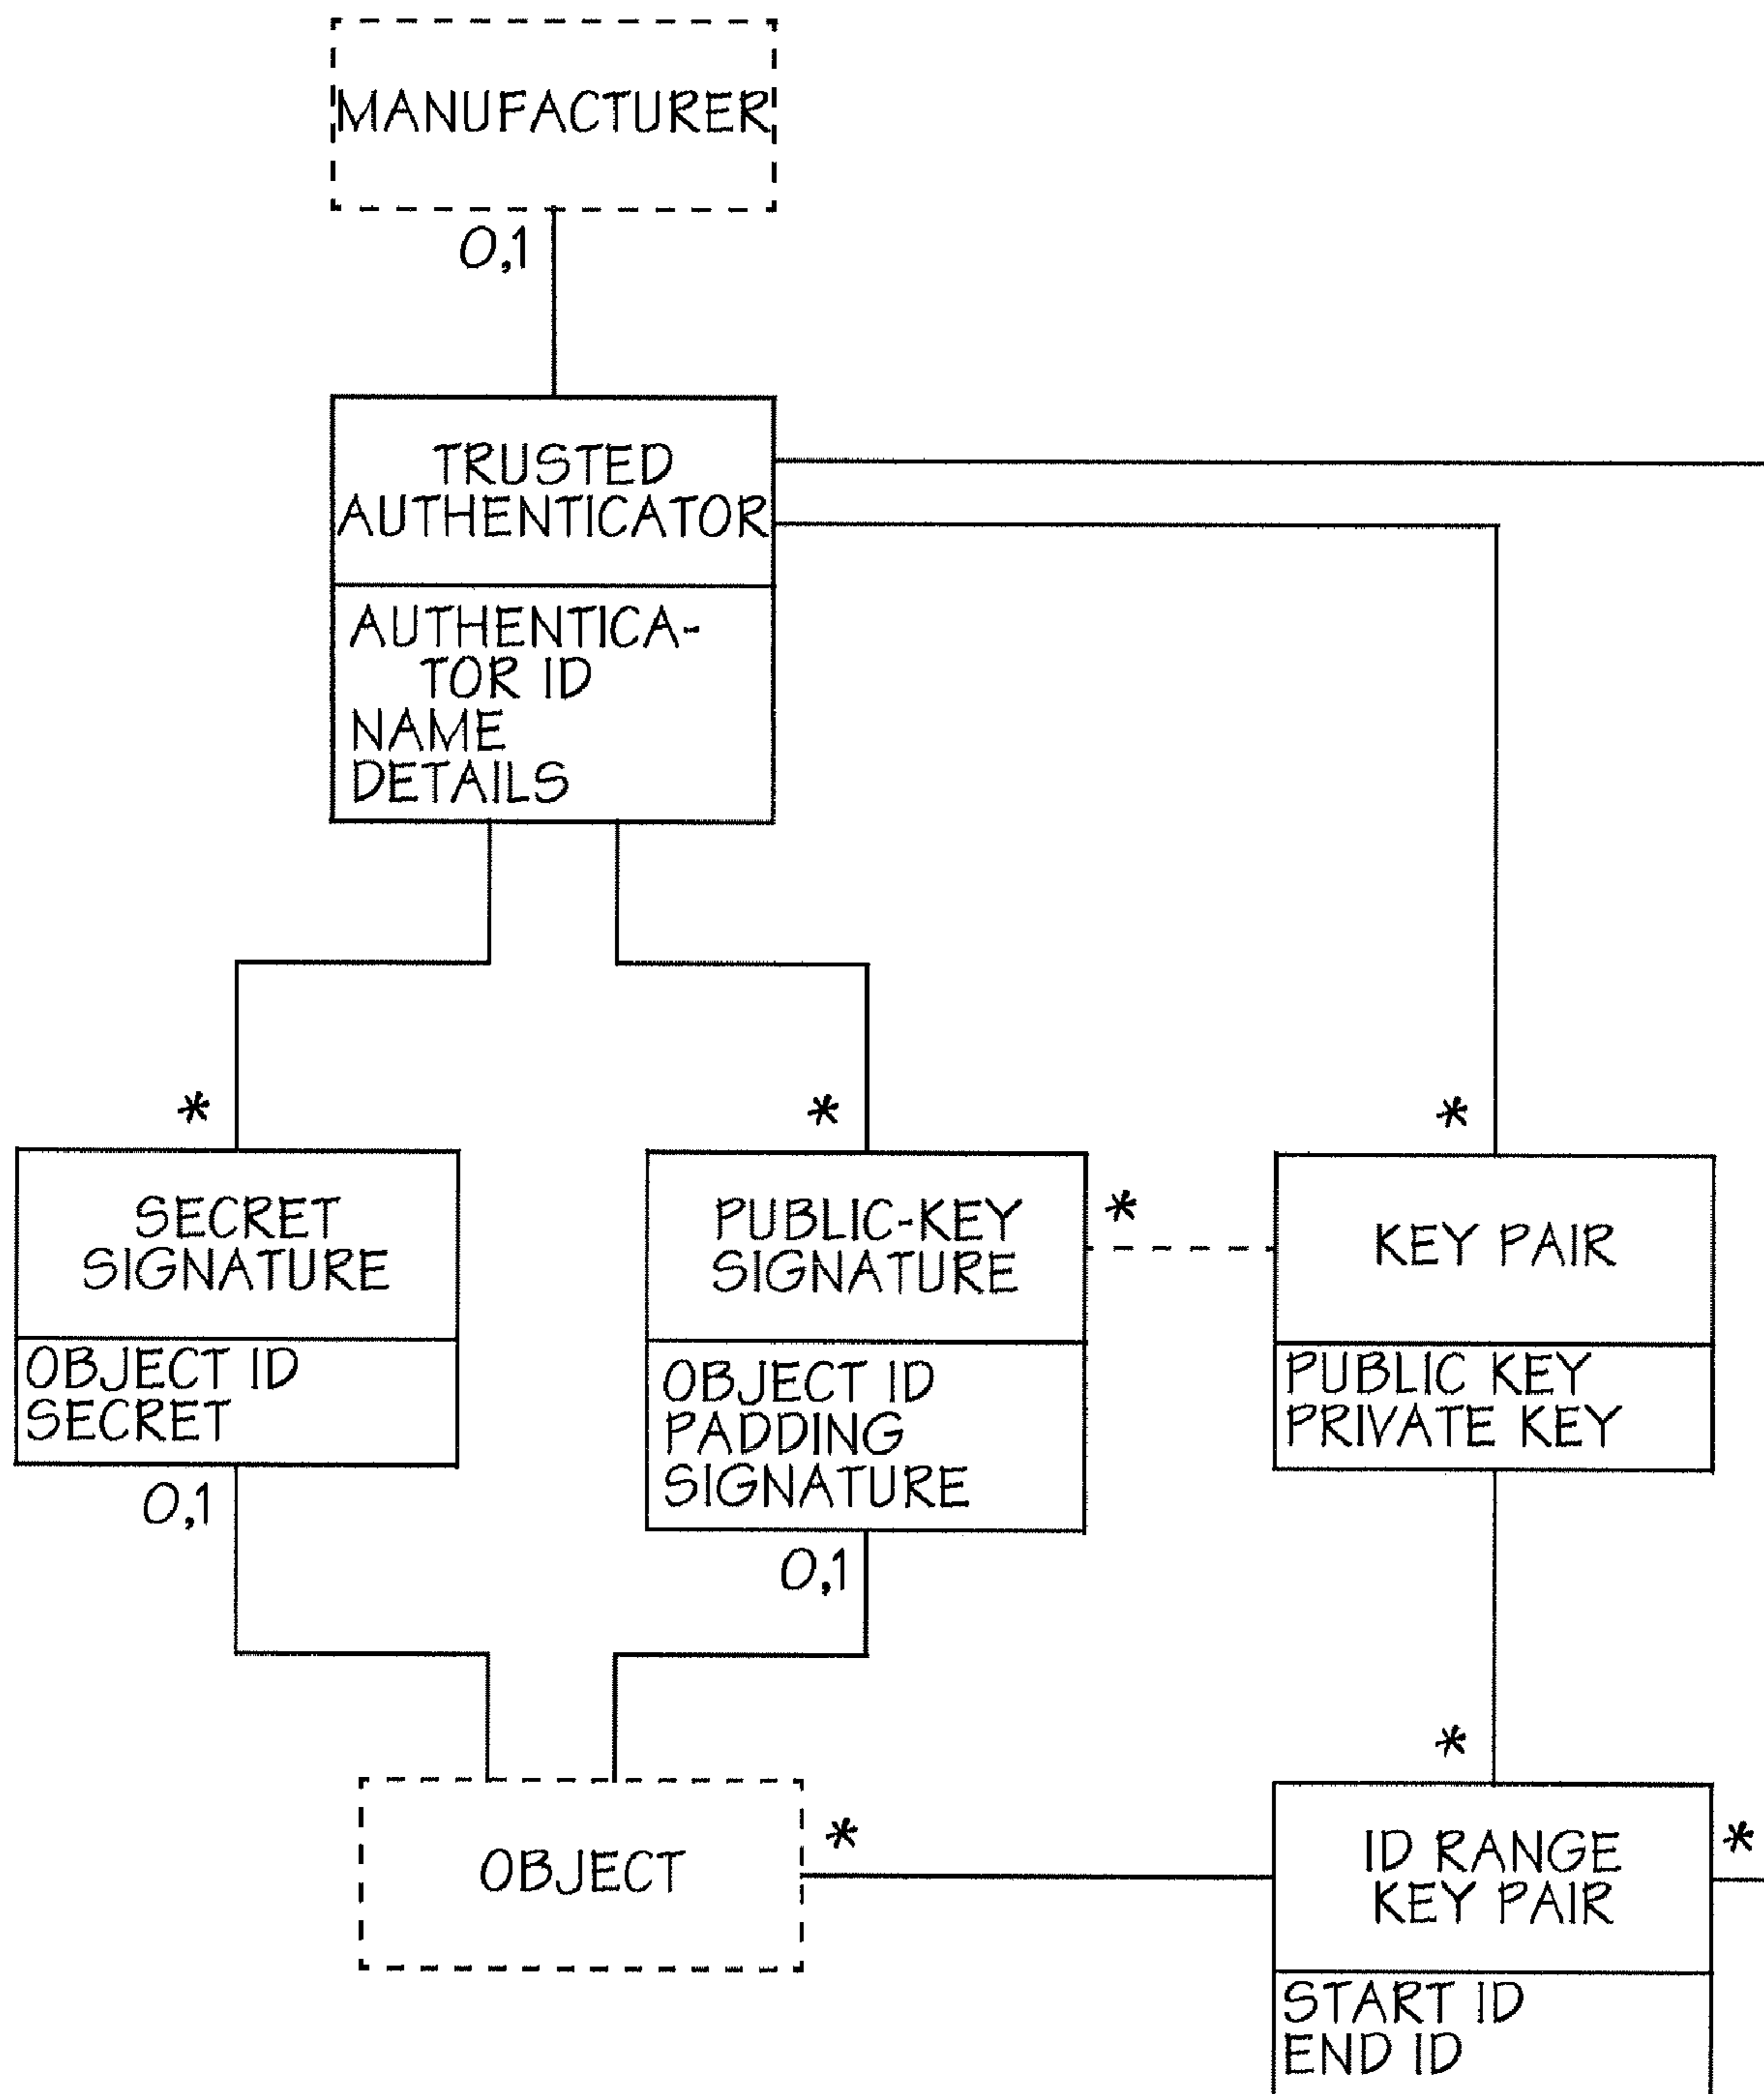 MANUFACTURER
0,1
TRUSTED
AUTHENTICATOR
AUTHENTICA-
TOR ID
NAME
DETAILS
*
*
*
SECRET
SIGNATURE
OBJECT ID
SECRET
0,1
PUBLIC-KEY
SIGNATURE
*
OBJECT ID
PADDING
SIGNATURE
0,1
KEY PAIR
PUBLIC KEY
PRIVATE KEY
*
OBJECT
*
ID RANGE
KEY PAIR
*
START ID
END ID